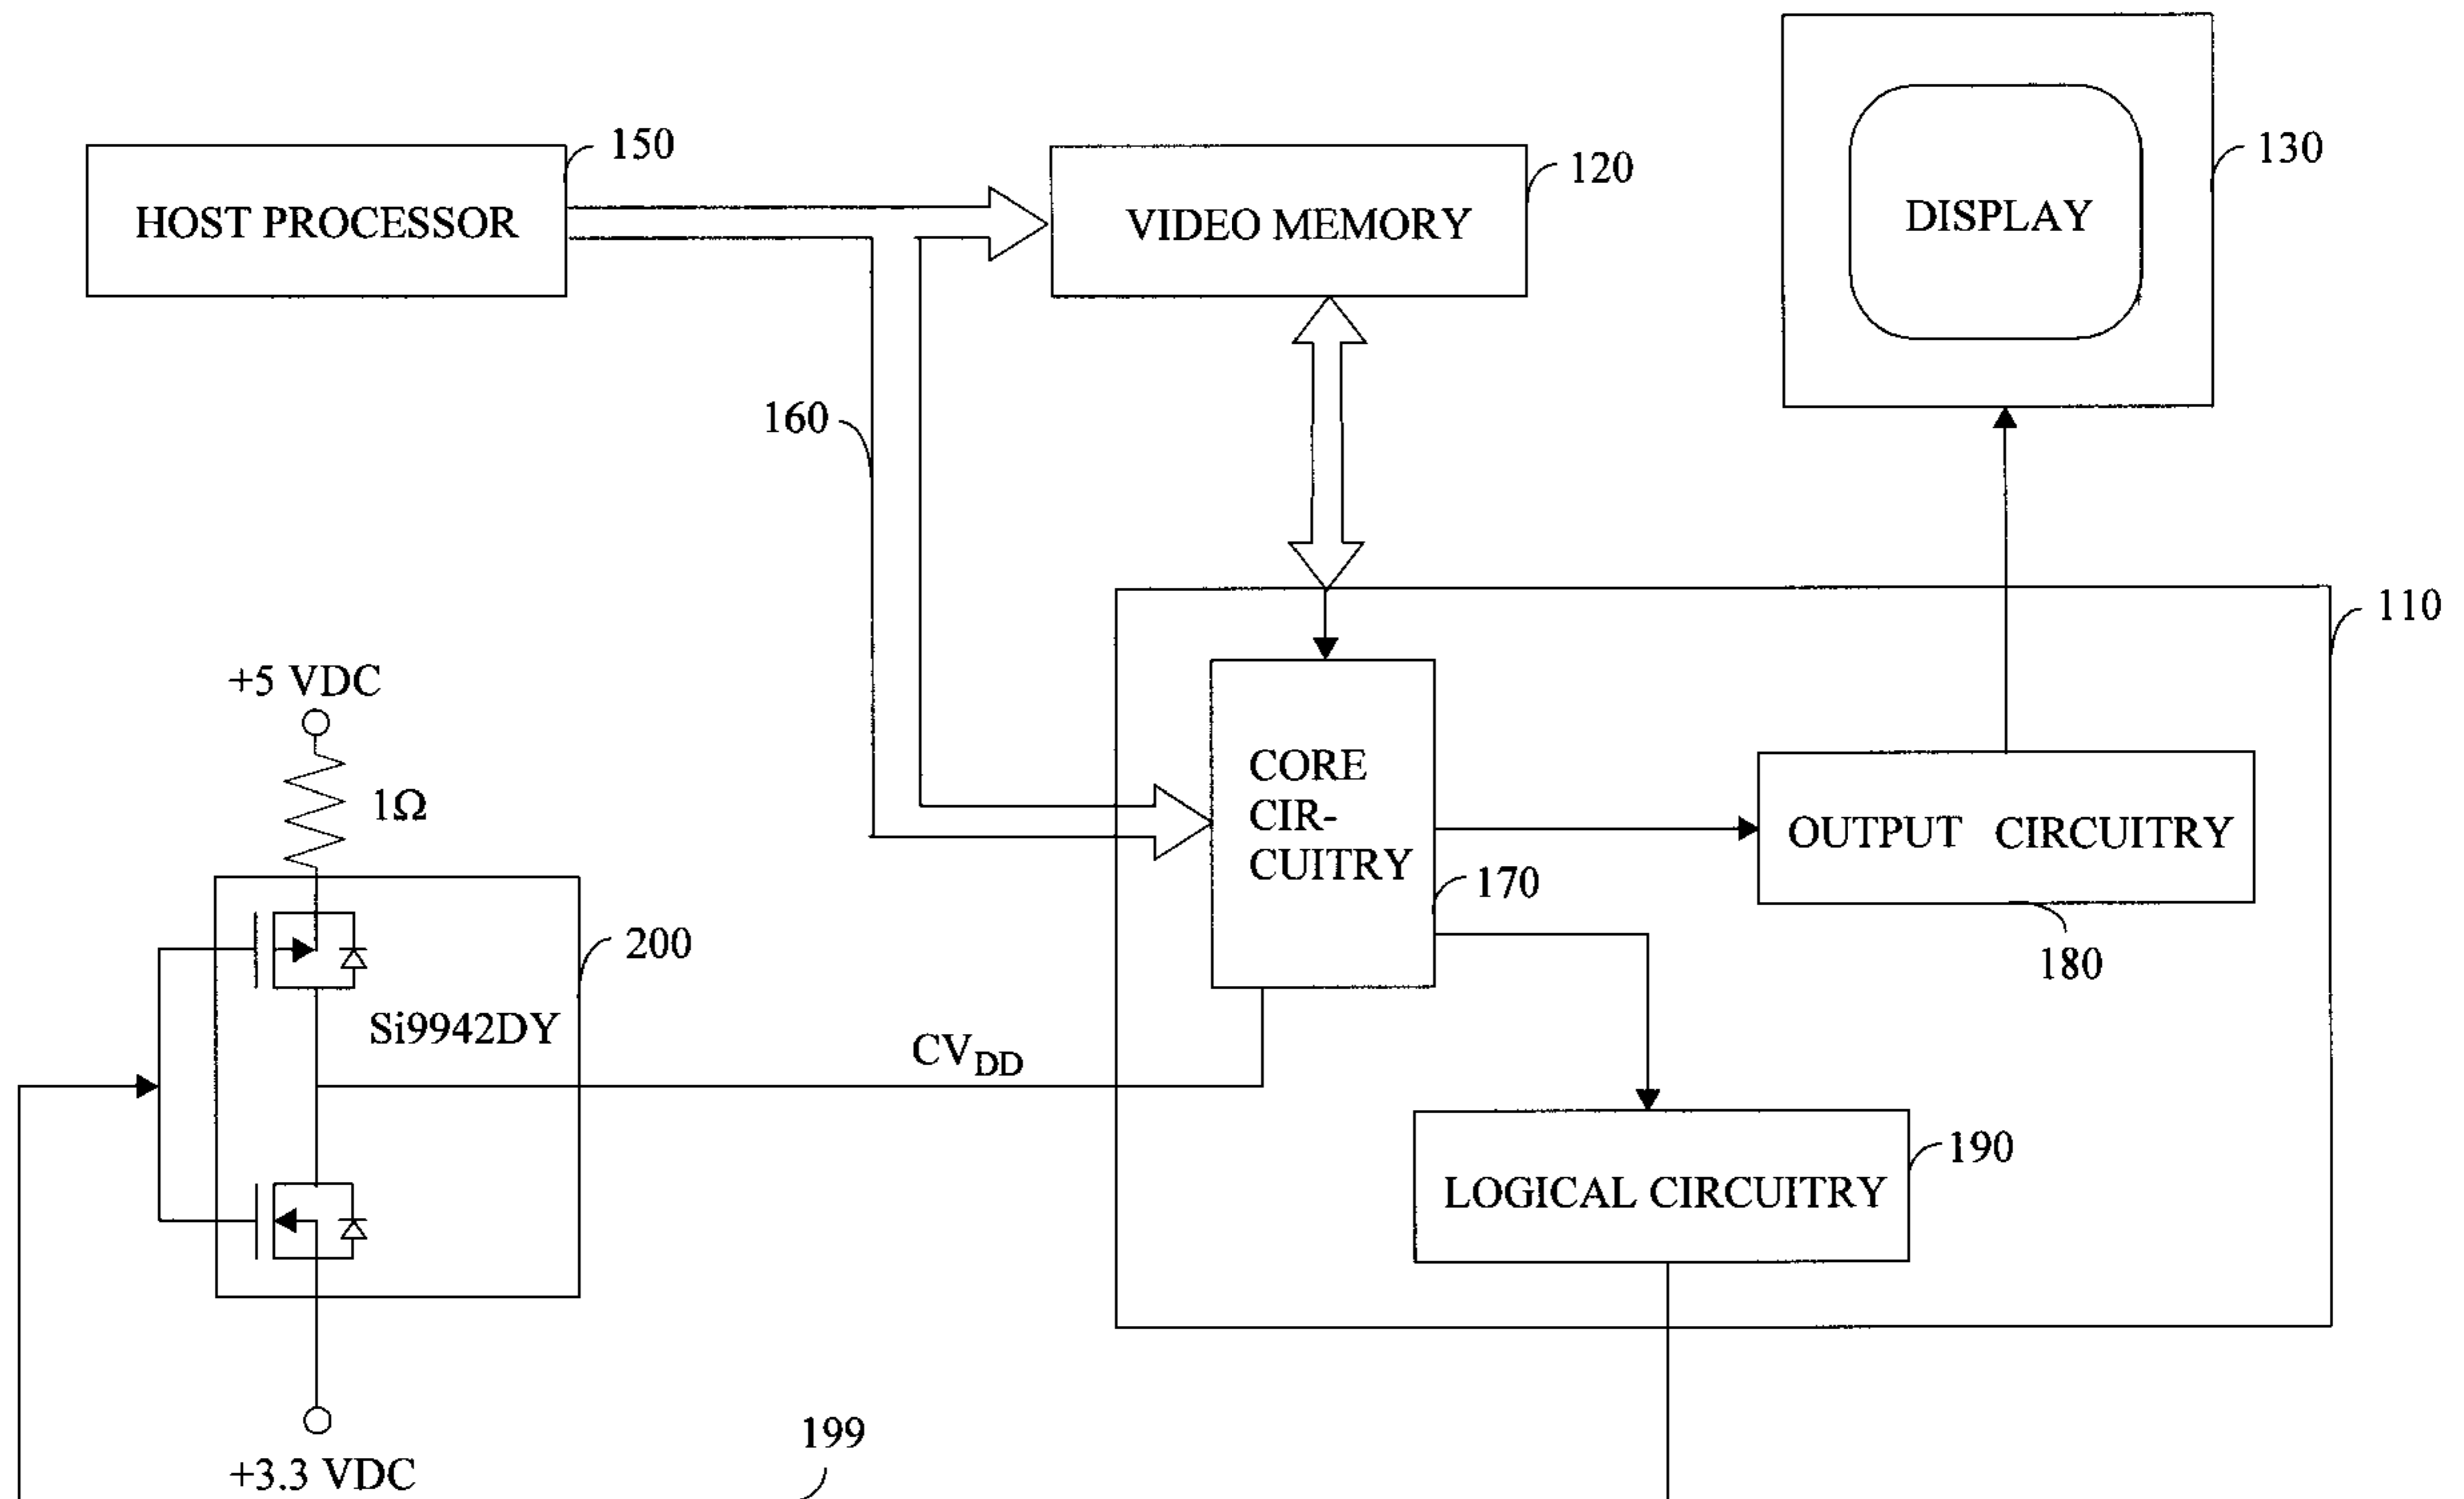 150
HOST PROCESSOR
120
VIDEO MEMORY
130
DISPLAY
160
110
+5 VDC
1Ω
CORE
CIR-
CUITRY
OUTPUT CIRCUITRY
170
180
200
Si9942DY
CV_DD
190
LOGICAL CIRCUITRY
199
+3.3 VDC